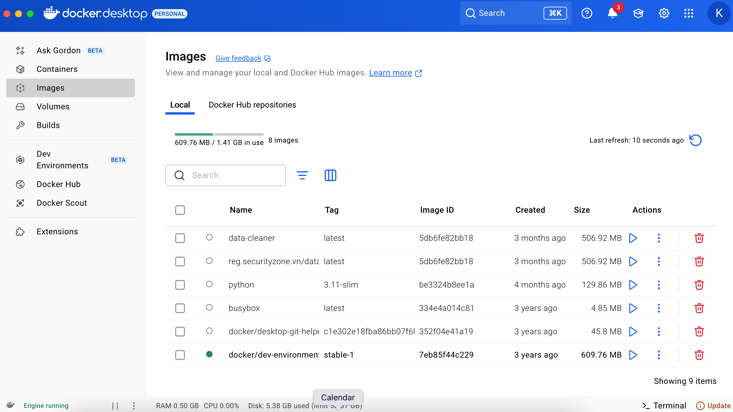 docker.desktop PERSONAL
Search ⌘K
3
K
Ask Gordon BETA
Containers
Images
Volumes
Builds
Dev Environments BETA
Docker Hub
Docker Scout
Extensions
Images Give feedback
View and manage your local and Docker Hub images. Learn more
Local Docker Hub repositories
609.76 MB / 1.41 GB in use 8 images
Last refresh: 10 seconds ago
Search
Name Tag Image ID Created Size Actions
data-cleaner latest 5db6fe82bb18 3 months ago 506.92 MB
reg.securityzone.vn/data latest 5db6fe82bb18 3 months ago 506.92 MB
python 3.11-slim be3324b8ee1a 4 months ago 129.86 MB
busybox latest 334e4a014c81 3 years ago 4.85 MB
docker/desktop-git-helpe c1e302e18fba86bb07f6b 352f04e41a19 3 years ago 45.8 MB
docker/dev-environment stable-1 7eb85f44c229 3 years ago 609.76 MB
Showing 9 items
Calendar
Engine running RAM 0.50 GB CPU 0.00% Disk: 5.38 GB used (limit GB) Terminal Update